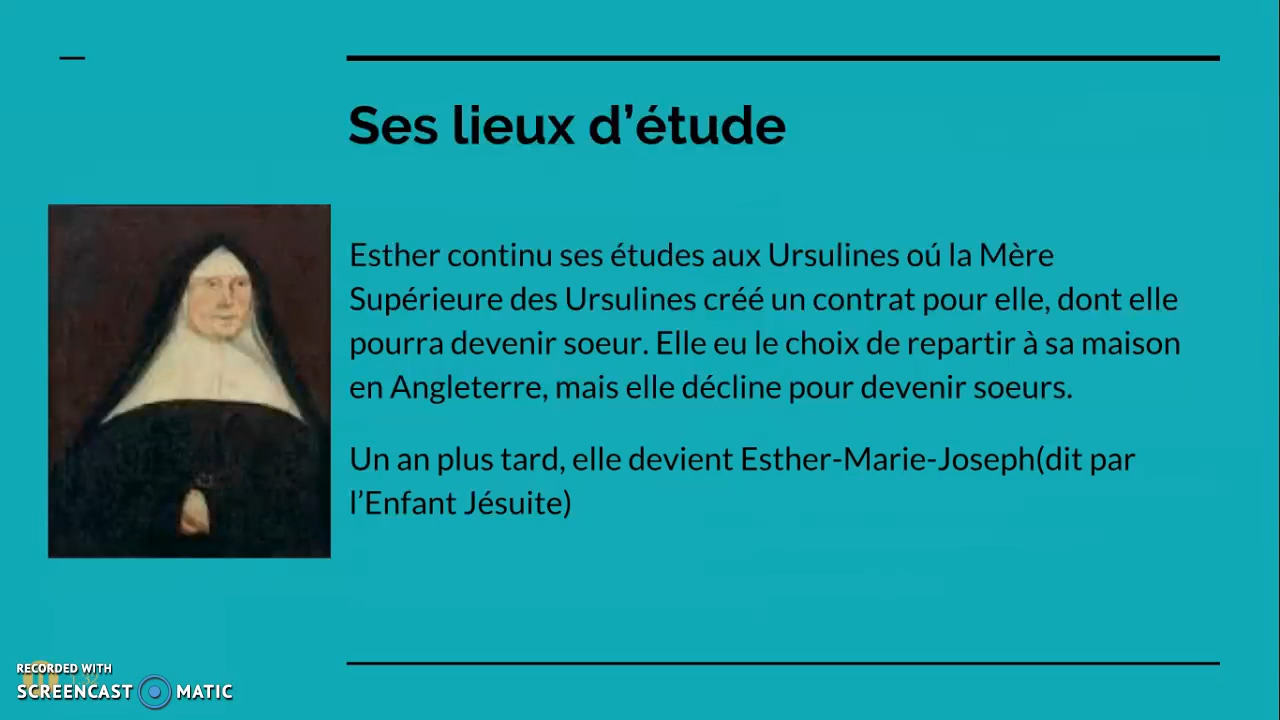 Ses lieux d’étude
Esther continu ses études aux Ursulines oú la Mère
Supérieure des Ursulines créé un contrat pour elle, dont elle
pourra devenir soeur. Elle eu le choix de repartir à sa maison
en Angleterre, mais elle décline pour devenir soeurs.
Un an plus tard, elle devient Esther-Marie-Joseph(dit par
l’Enfant Jésuite)
RECORDED WITH
SCREENCAST MATIC